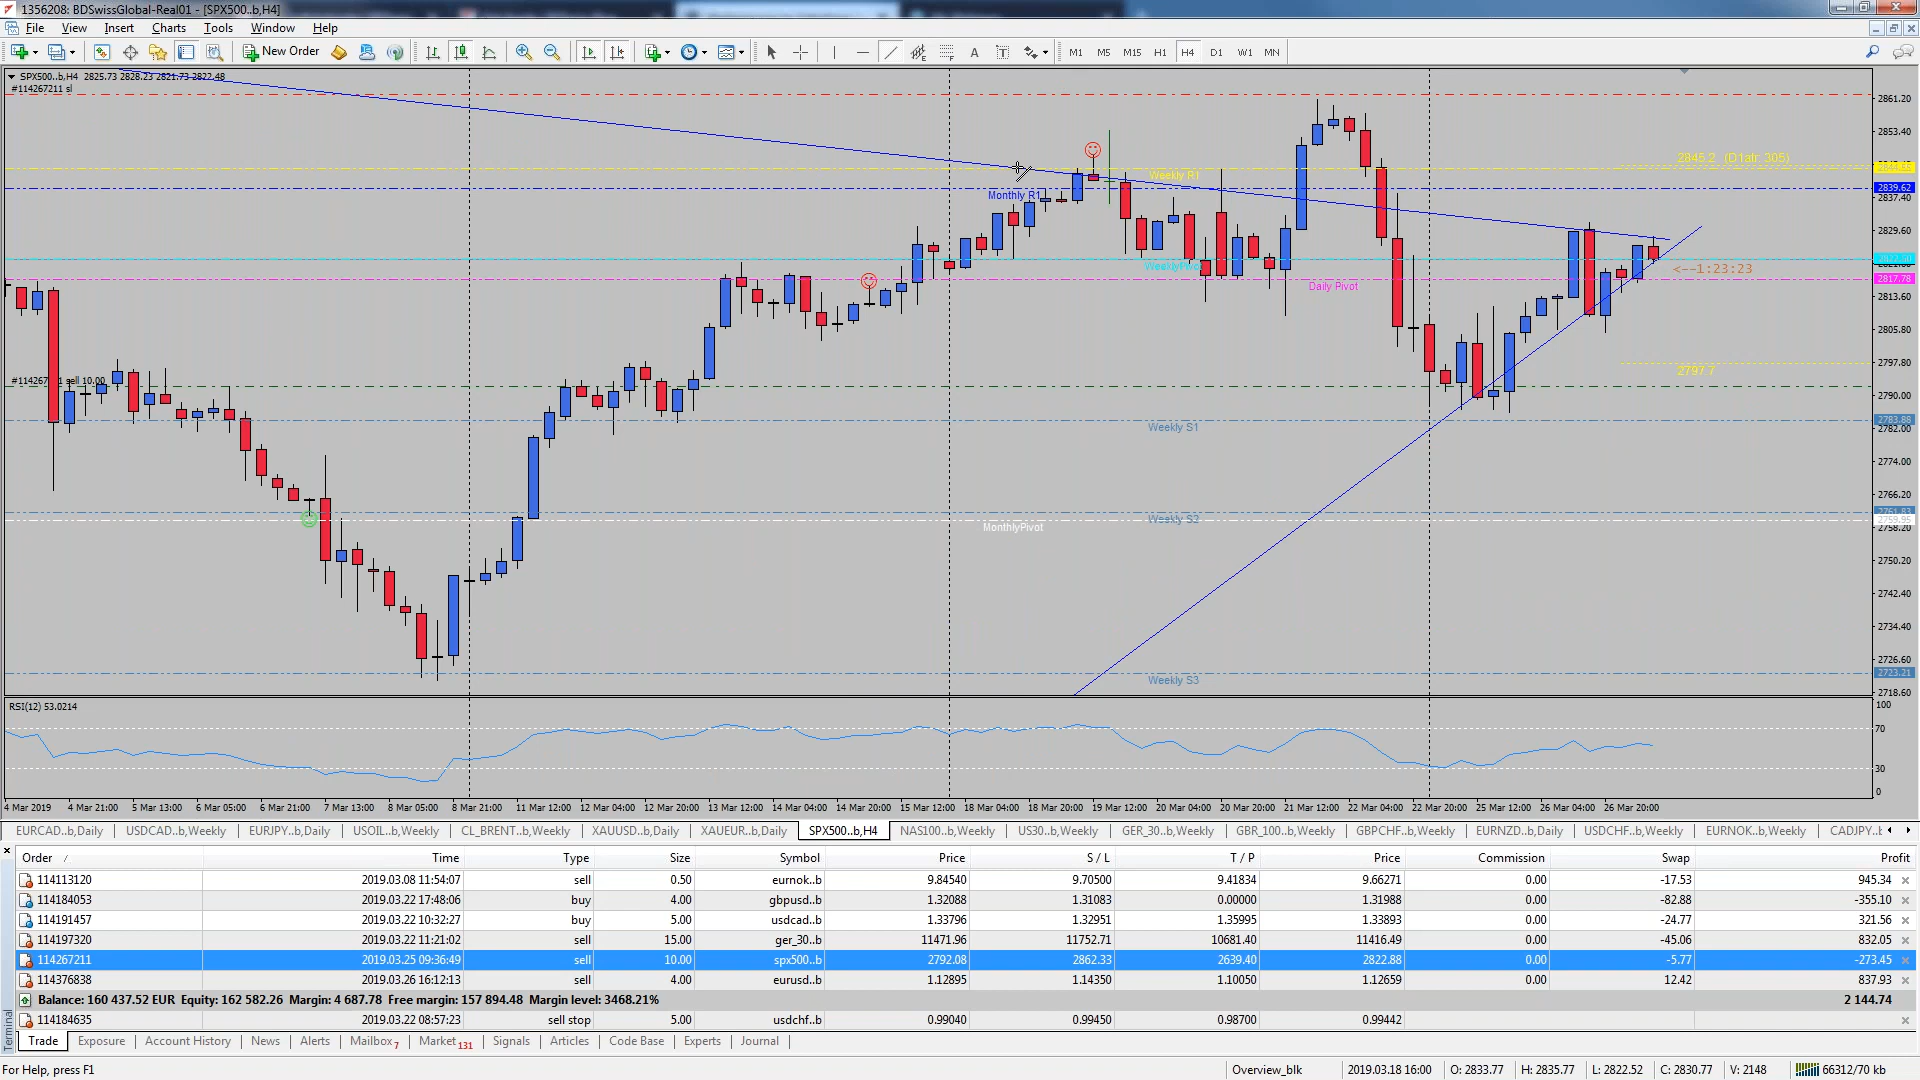 1356208: BDSwissGlobal-Real01 - [SPX500..b,H4]
File View Insert Charts Tools Window Help
New Order M1 M5 M15 H1 H4 D1 W1 MN
SPX500..b,H4 2825.73 2828.23 2821.73 2822.48
#114267211 sl
2861.20
2853.40
2845.2 (D1atr: 305)
Weekly R1
Monthly R1
2839.62
2837.40
2829.60
WeeklyPivot
<--1:23:23
2817.78
Daily Pivot
2813.60
2805.80
2797.80
2797.7
2790.00
Weekly S1
2783.88
2782.00
2774.00
2766.20
2761.83
Weekly S2
2759.95
MonthlyPivot
2758.20
2750.20
2742.40
2734.40
2726.60
2723.21
Weekly S3
2718.60
RSI(12) 53.0214
100
70
30
0
4 Mar 2019 4 Mar 21:00 5 Mar 13:00 6 Mar 05:00 6 Mar 21:00 7 Mar 13:00 8 Mar 05:00 8 Mar 21:00 11 Mar 12:00 12 Mar 04:00 12 Mar 20:00 13 Mar 12:00 14 Mar 04:00 14 Mar 20:00 15 Mar 12:00 18 Mar 04:00 18 Mar 20:00 19 Mar 12:00 20 Mar 04:00 20 Mar 20:00 21 Mar 12:00 22 Mar 04:00 22 Mar 20:00 25 Mar 12:00 26 Mar 04:00 26 Mar 20:00
EURCAD..b,Daily USDCAD..b,Weekly EURJPY..b,Daily USOIL..b,Weekly CL_BRENT..b,Weekly XAUUSD..b,Daily XAUEUR..b,Daily SPX500..b,H4 NAS100..b,Weekly US30..b,Weekly GER_30..b,Weekly GBR_100..b,Weekly GBPCHF..b,Weekly EURNZD..b,Daily USDCHF..b,Weekly EURNOK..b,Weekly CADJPY..
Order / Time Type Size Symbol Price S / L T / P Price Commission Swap Profit
114113120 2019.03.08 11:54:07 sell 0.50 eurnok..b 9.84540 9.70500 9.41834 9.66271 0.00 -17.53 945.34
114184053 2019.03.22 17:48:06 buy 4.00 gbpusd..b 1.32088 1.31083 0.00000 1.31988 0.00 -82.88 -355.10
114191457 2019.03.22 10:32:27 buy 5.00 usdcad..b 1.33796 1.32951 1.35995 1.33893 0.00 -24.77 321.56
114197320 2019.03.22 11:21:02 sell 15.00 ger_30..b 11471.96 11752.71 10681.40 11416.49 0.00 -45.06 832.05
114267211 2019.03.25 09:36:49 sell 10.00 spx500..b 2792.08 2862.33 2639.40 2822.88 0.00 -5.77 -273.45
114376838 2019.03.26 16:12:13 sell 4.00 eurusd..b 1.12895 1.14350 1.10050 1.12659 0.00 12.42 837.93
Balance: 160 437.52 EUR Equity: 162 582.26 Margin: 4 687.78 Free margin: 157 894.48 Margin level: 3468.21% 2 144.74
114184635 2019.03.22 08:57:23 sell stop 5.00 usdchf..b 0.99040 0.99450 0.98700 0.99442
Terminal
Trade Exposure Account History News Alerts Mailbox 7 Market 131 Signals Articles Code Base Experts Journal
For Help, press F1 Overview_blk 2019.03.18 16:00 O: 2833.77 H: 2835.77 L: 2822.52 C: 2830.77 V: 2148 66312/70 kb